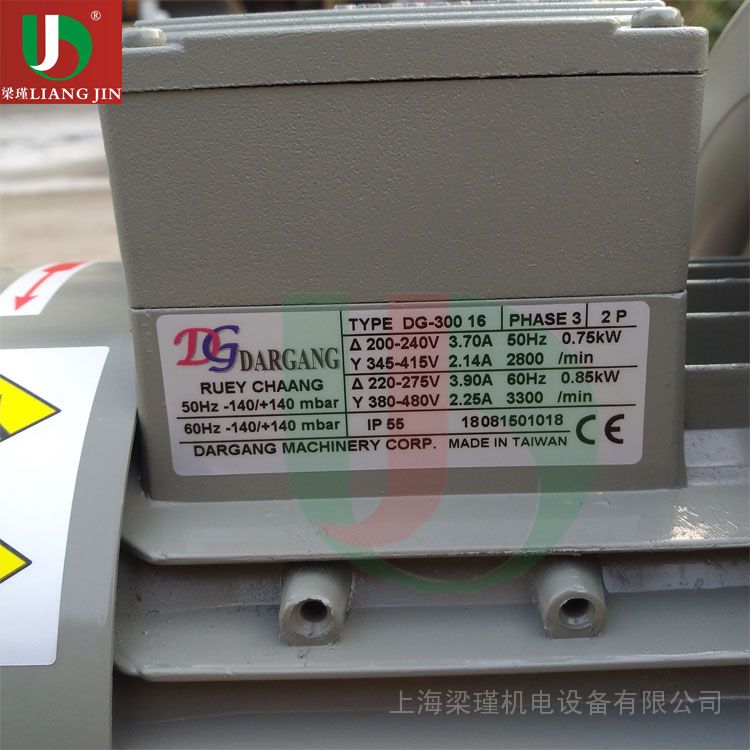 ®
梁瑾LIANG JIN
DG DARGANG
RUEY CHAANG
50Hz -140/+140 mbar
60Hz -140/+140 mbar
TYPE DG-300 16 PHASE 3 2 P
Δ 200-240V 3.70A 50Hz 0.75kW
Y 345-415V 2.14A 2800 /min
Δ 220-275V 3.90A 60Hz 0.85kW
Y 380-480V 2.25A 3300 /min
IP 55 18081501018 CE
DARGANG MACHINERY CORP. MADE IN TAIWAN
上海梁瑾机电设备有限公司